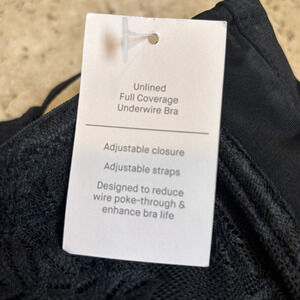 Unlined
Full Coverage
Underwire Bra
Adjustable closure
Adjustable straps
Designed to reduce
wire poke-through &
enhance bra life